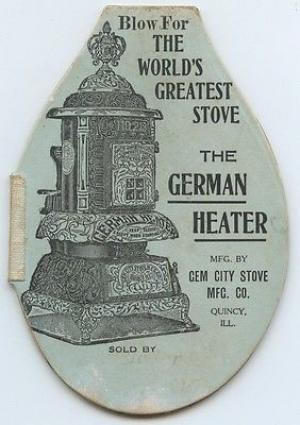 Blow For
THE
WORLD'S
GREATEST
STOVE
THE
GERMAN
HEATER
MFG. BY
GEM CITY STOVE
MFG. CO.
QUINCY,
ILL.
SOLD BY